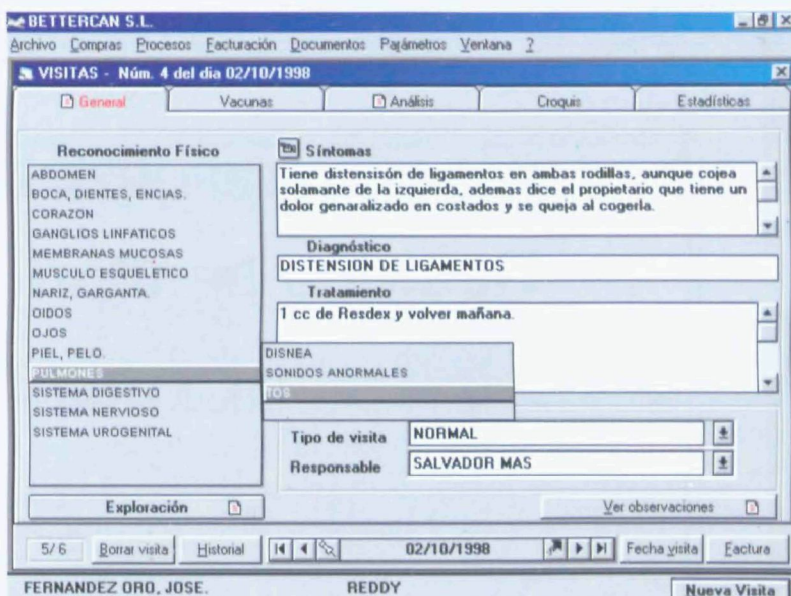 BETTERCAN S.L.
Archivo Compras Procesos Facturación Documentos Parámetros Ventana ?
VISITAS - Núm. 4 del dia 02/10/1998
General Vacunas Análisis Croquis Estadísticas
Reconocimiento Físico
ABDOMEN
BOCA, DIENTES, ENCIAS.
CORAZON
GANGLIOS LINFATICOS
MEMBRANAS MUCOSAS
MUSCULO ESQUELETICO
NARIZ, GARGANTA.
OIDOS
OJOS
PIEL, PELO.
PULMONES
SISTEMA DIGESTIVO
SISTEMA NERVIOSO
SISTEMA UROGENITAL
DISNEA
SONIDOS ANORMALES
TOS
Exploración
Síntomas
Tiene distensisón de ligamentos en ambas rodillas, aunque cojea
solamante de la izquierda, ademas dice el propietario que tiene un
dolor genaralizado en costados y se queja al cogerla.
Diagnóstico
DISTENSION DE LIGAMENTOS
Tratamiento
1 cc de Resdex y volver mañana.
Tipo de visita NORMAL
Responsable SALVADOR MAS
Ver observaciones
5/6 Borrar visita Historial 02/10/1998 Fecha visita Factura
FERNANDEZ ORO, JOSE. REDDY Nueva Visita